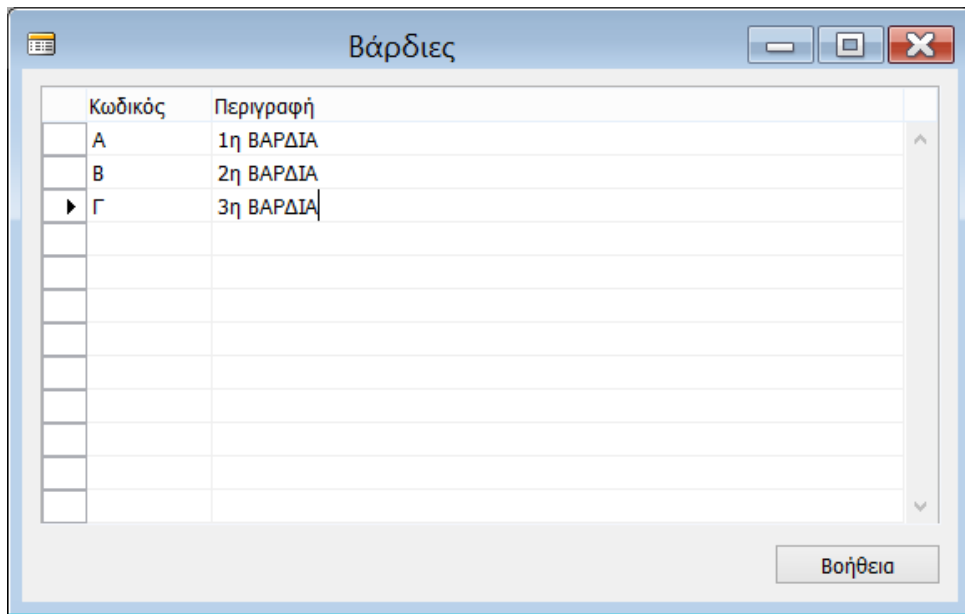 Βάρδιες
Κωδικός Περιγραφή
Α 1η ΒΑΡΔΙΑ
Β 2η ΒΑΡΔΙΑ
Γ 3η ΒΑΡΔΙΑ
Βοήθεια